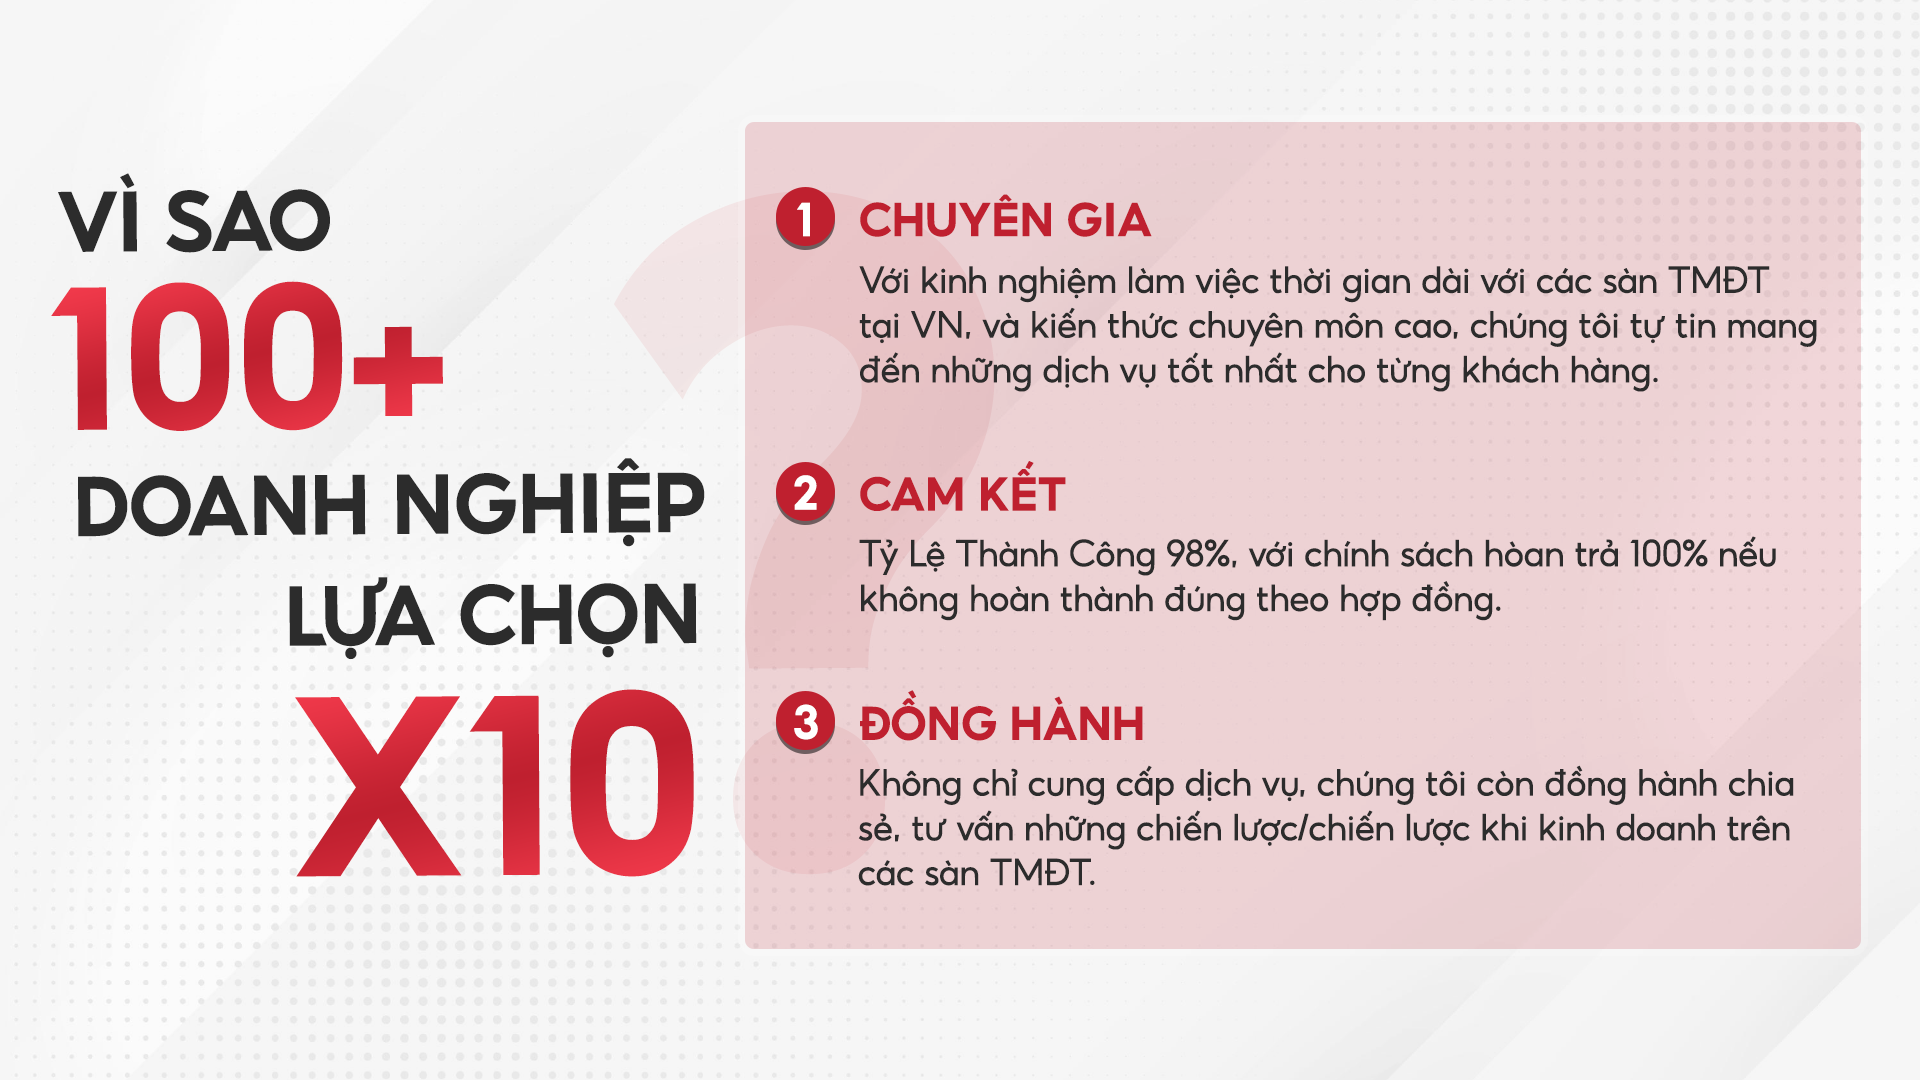 VÌ SAO
100+
DOANH NGHIỆP
LỰA CHỌN
X10
1 CHUYÊN GIA
Với kinh nghiệm làm việc thời gian dài với các sàn TMĐT
tại VN, và kiến thức chuyên môn cao, chúng tôi tự tin mang
đến những dịch vụ tốt nhất cho từng khách hàng.
2 CAM KẾT
Tỷ Lệ Thành Công 98%, với chính sách hòan trả 100% nếu
không hoàn thành đúng theo hợp đồng.
3 ĐỒNG HÀNH
Không chỉ cung cấp dịch vụ, chúng tôi còn đồng hành chia
sẻ, tư vấn những chiến lược/chiến lược khi kinh doanh trên
các sàn TMĐT.